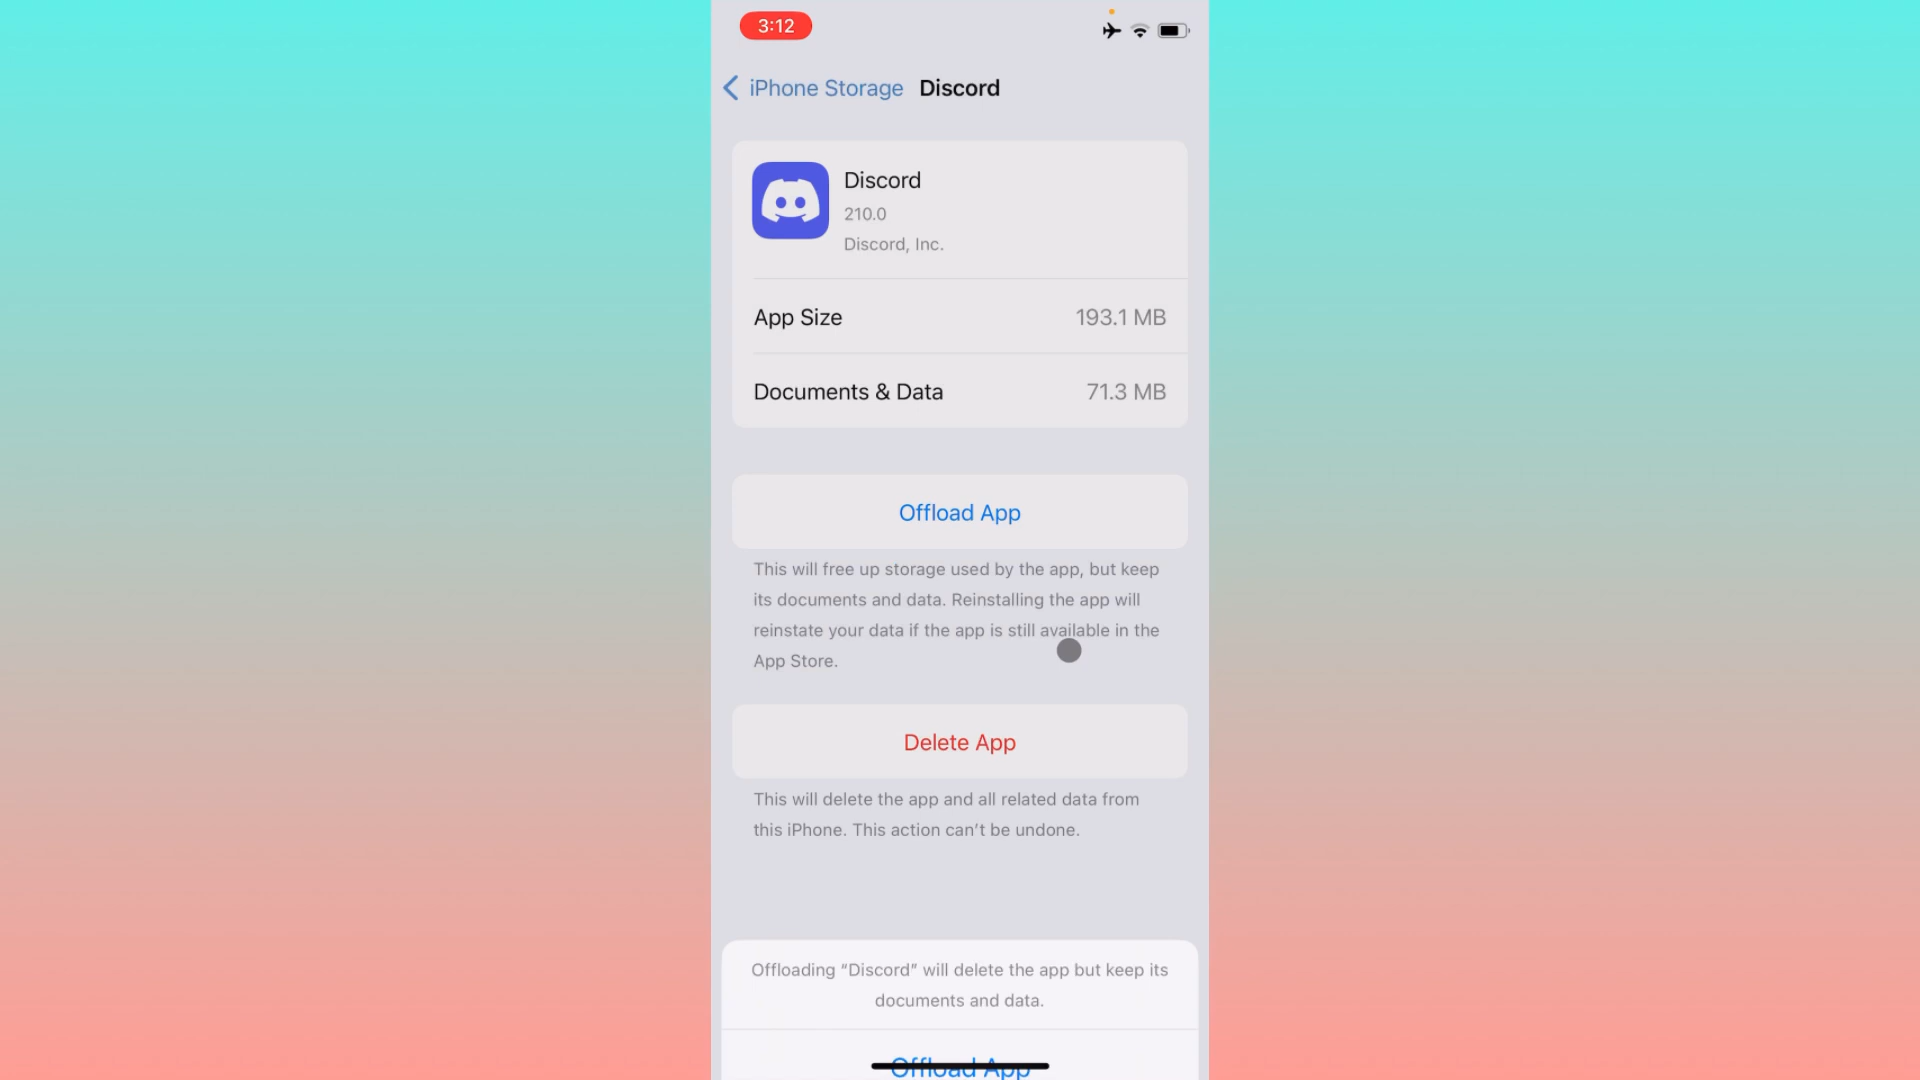 3:12
iPhone Storage Discord
Discord
210.0
Discord, Inc.
App Size 193.1 MB
Documents & Data 71.3 MB
Offload App
This will free up storage used by the app, but keep
its documents and data. Reinstalling the app will
reinstate your data if the app is still available in the
App Store.
Delete App
This will delete the app and all related data from
this iPhone. This action can’t be undone.
Offloading “Discord” will delete the app but keep its
documents and data.
Offload App